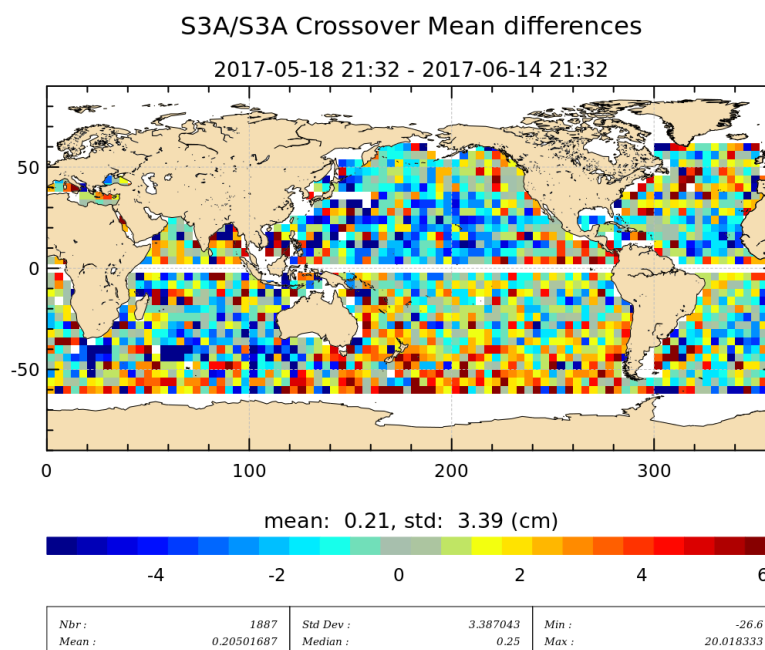 S3A/S3A Crossover Mean differences
2017-05-18 21:32 - 2017-06-14 21:32
50
0
-50
0 100 200 300
mean: 0.21, std: 3.39 (cm)
-4 -2 0 2 4 6
Nbr : 1887 Std Dev : 3.387043 Min : -26.6
Mean : 0.20501687 Median : 0.25 Max : 20.018333